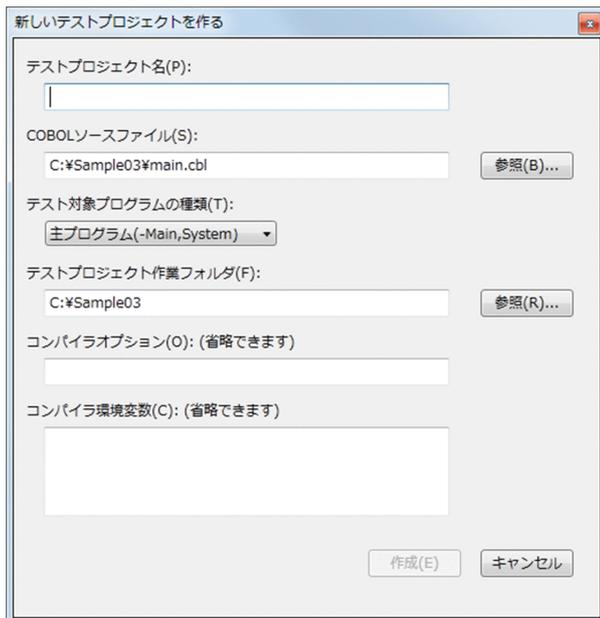 新しいテストプロジェクトを作る
テストプロジェクト名(P):
COBOLソースファイル(S):
C:¥Sample03¥main.cbl
参照(B)...
テスト対象プログラムの種類(T):
主プログラム(-Main,System)
テストプロジェクト作業フォルダ(F):
C:¥Sample03
参照(R)...
コンパイラオプション(O): (省略できます)
コンパイラ環境変数(C): (省略できます)
作成(E)
キャンセル